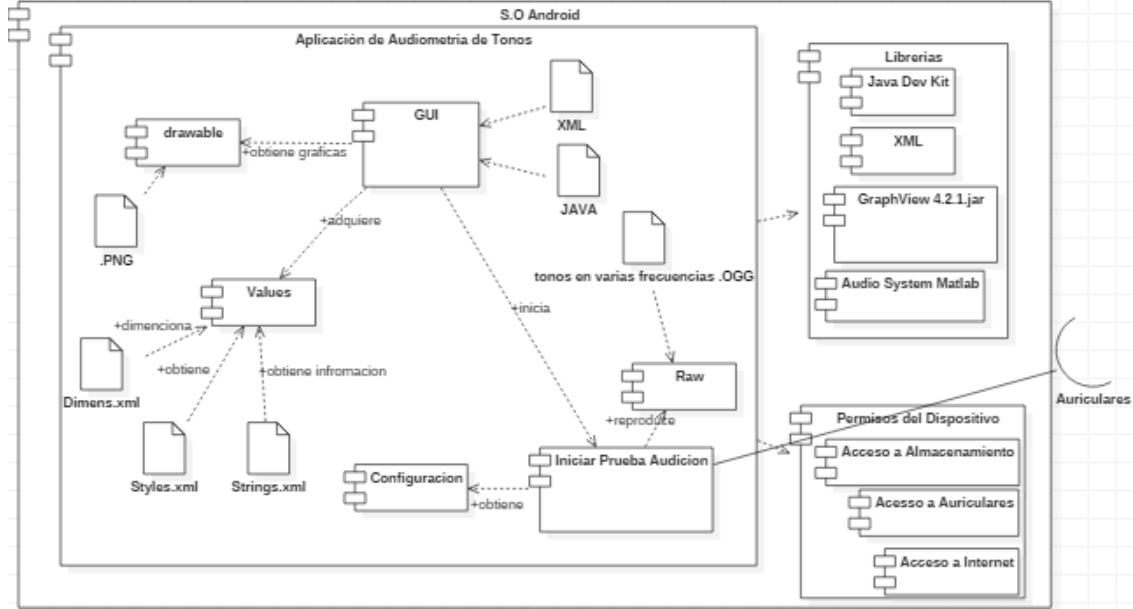 S.O Android
Aplicación de Audiometria de Tonos
Librerias
Java Dev Kit
GUI
XML
drawable
+obtiene graficas
XML
JAVA
GraphView 4.2.1.jar
+adquiere
.PNG
tonos en varias frecuencias .OGG
Audio System Matlab
Values
+inicia
+dimenciona
+obtiene
+obtiene infromacion
Raw
Dimens.xml
Auriculares
+reproduce
Permisos del Dispositivo
Acceso a Almacenamiento
Iniciar Prueba Audicion
Configuracion
Styles.xml
Strings.xml
+obtiene
Acesso a Auriculares
Acceso a Internet